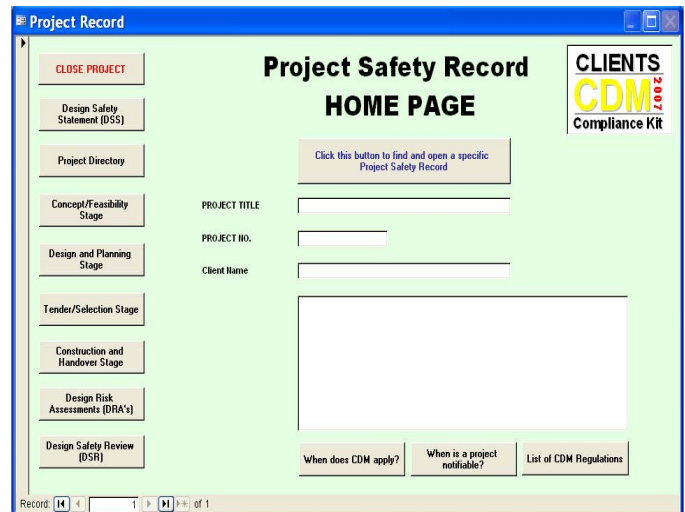 Project Record
CLOSE PROJECT
Design Safety
Statement (DSS)
Project Directory
Concept/Feasibility
Stage
Design and Planning
Stage
Tender/Selection Stage
Construction and
Handover Stage
Design Risk
Assessments (DRA's)
Design Safety Review
(DSR)
Project Safety Record
HOME PAGE
CLIENTS
CDM
2007
Compliance Kit
Click this button to find and open a specific
Project Safety Record
PROJECT TITLE
PROJECT NO.
Client Name
When does CDM apply?
When is a project
notifiable?
List of CDM Regulations
Record: 1 of 1